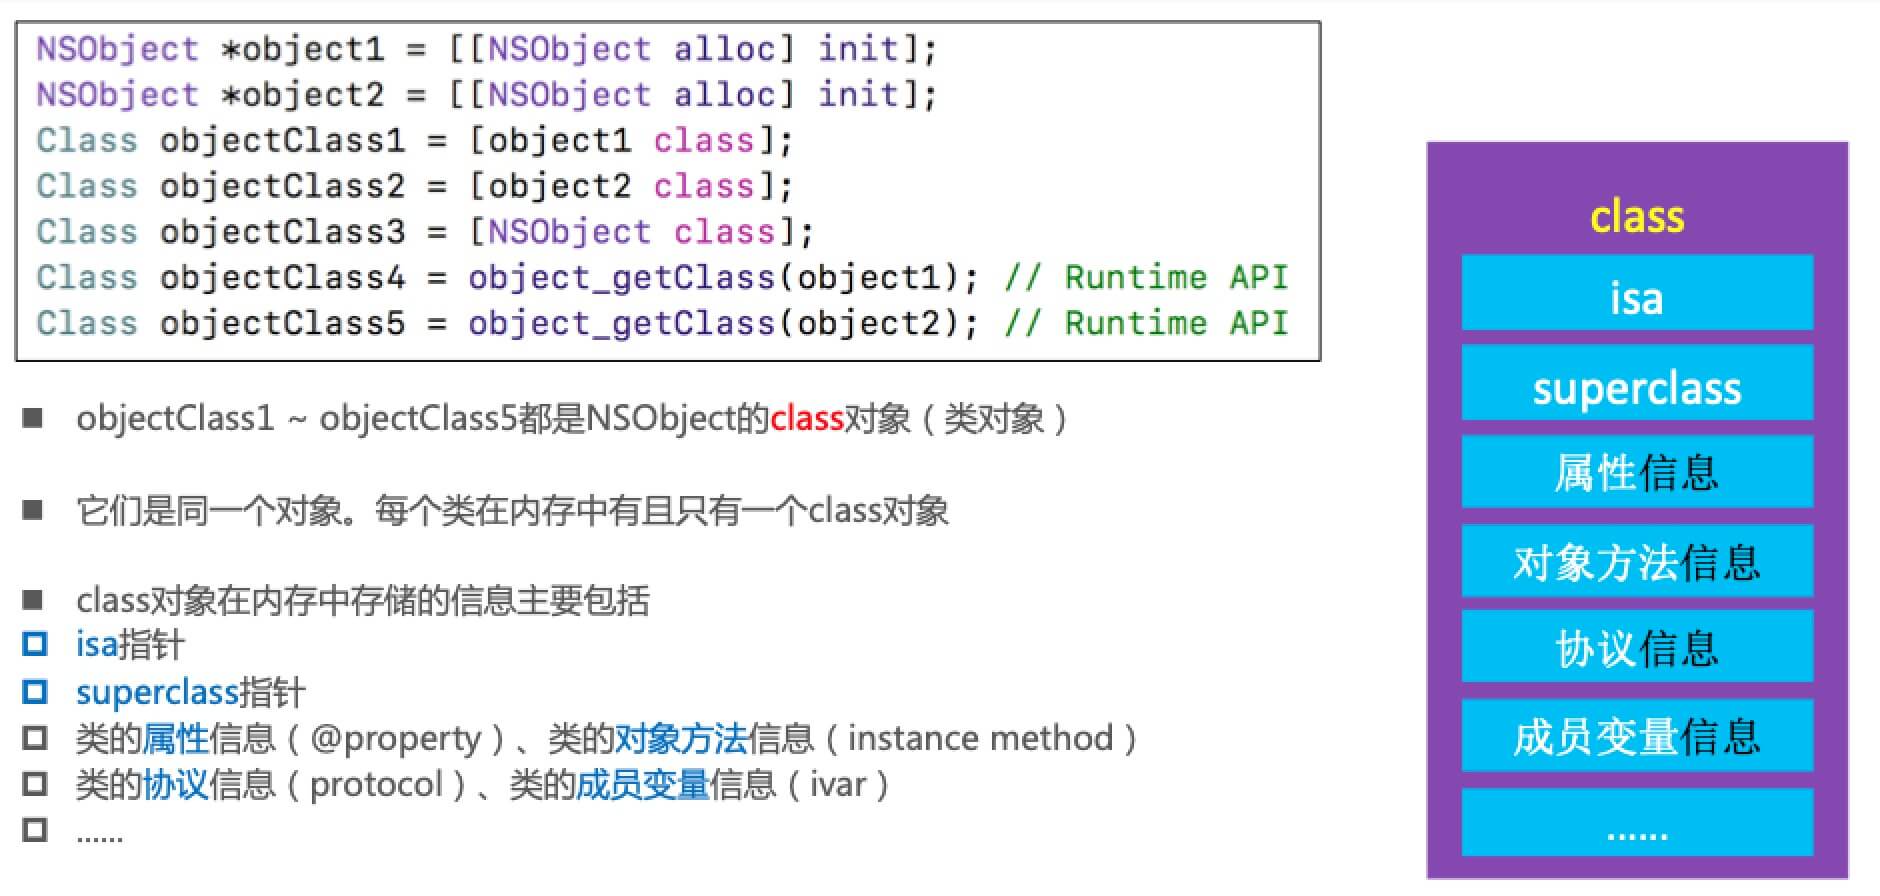 NSObject *object1 = [[NSObject alloc] init];
NSObject *object2 = [[NSObject alloc] init];
Class objectClass1 = [object1 class];
Class objectClass2 = [object2 class];
Class objectClass3 = [NSObject class];
Class objectClass4 = object_getClass(object1); // Runtime API
Class objectClass5 = object_getClass(object2); // Runtime API
objectClass1 ~ objectClass5都是NSObject的class对象（类对象）
它们是同一个对象。每个类在内存中有且只有一个class对象
class对象在内存中存储的信息主要包括
isa指针
superclass指针
类的属性信息（@property）、类的对象方法信息（instance method）
类的协议信息（protocol）、类的成员变量信息（ivar）
......
class
isa
superclass
属性信息
对象方法信息
协议信息
成员变量信息
......